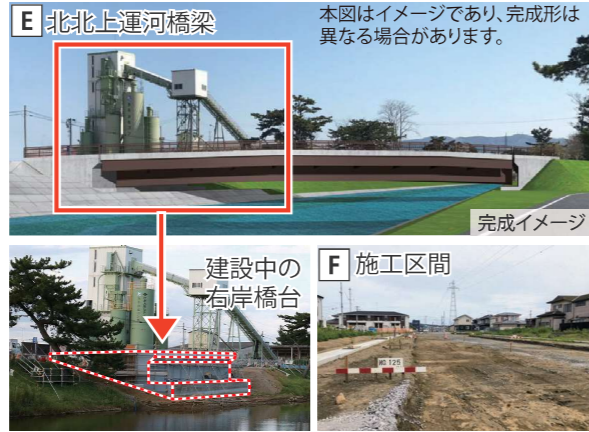 E 北北上運河橋梁
本図はイメージであり、完成形は
異なる場合があります。
完成イメージ
建設中の
右岸橋台
F 施工区間
NO.125